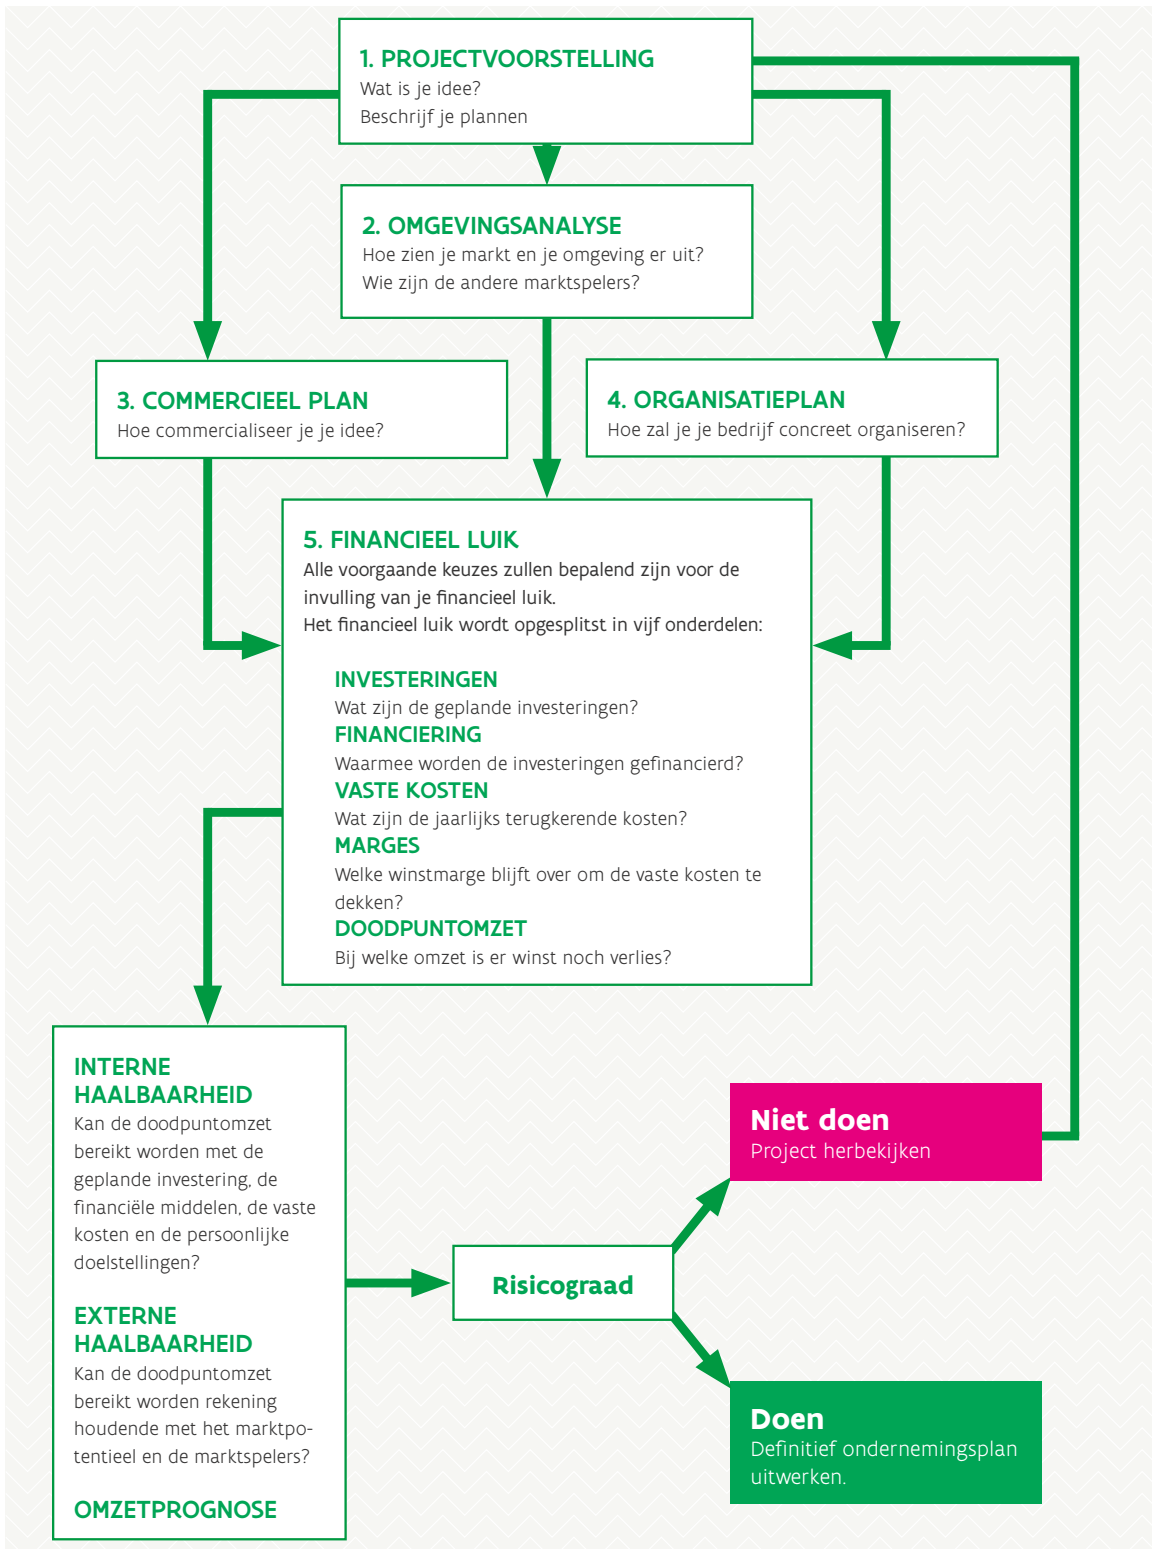 1. PROJECTVOORSTELLING
Wat is je idee?
Beschrijf je plannen
2. OMGEVINGSANALYSE
Hoe zien je markt en je omgeving er uit?
Wie zijn de andere marktspelers?
3. COMMERCIEEL PLAN
Hoe commercialiseer je je idee?
4. ORGANISATIEPLAN
Hoe zal je je bedrijf concreet organiseren?
5. FINANCIEEL LUIK
Alle voorgaande keuzes zullen bepalend zijn voor de
invulling van je financieel luik.
Het financieel luik wordt opgesplitst in vijf onderdelen:
INVESTERINGEN
Wat zijn de geplande investeringen?
FINANCIERING
Waarmee worden de investeringen gefinancierd?
VASTE KOSTEN
Wat zijn de jaarlijks terugkerende kosten?
MARGES
Welke winstmarge blijft over om de vaste kosten te
dekken?
DOODPUNTOMZET
Bij welke omzet is er winst noch verlies?
INTERNE
HAALBAARHEID
Kan de doodpuntomzet
bereikt worden met de
geplande investering, de
financiële middelen, de vaste
kosten en de persoonlijke
doelstellingen?
EXTERNE
HAALBAARHEID
Kan de doodpuntomzet
bereikt worden rekening
houdende met het marktpo-
tentieel en de marktspelers?
OMZETPROGNOSE
Risicograad
Niet doen
Project herbekijken
Doen
Definitief ondernemingsplan
uitwerken.